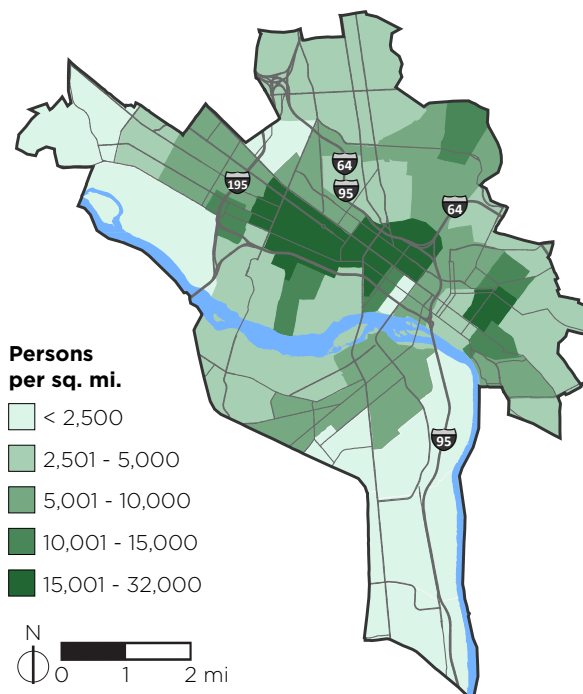 64
195
95
64
Persons
per sq. mi.
< 2,500
2,501 - 5,000
5,001 - 10,000
10,001 - 15,000
15,001 - 32,000
95
N
0 1 2 mi